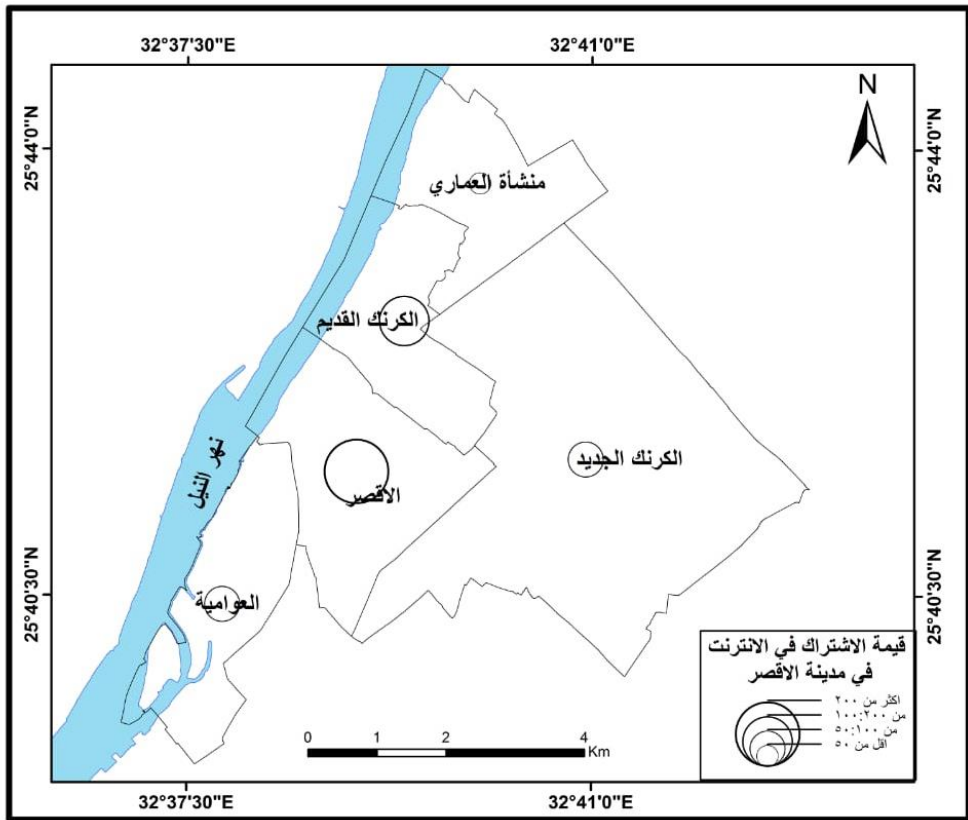 32°37'30"E
32°41'0"E
25°44'0"N
25°44'0"N
N
منشأة العماري
الكرنك القديم
نهر النيل
الكرنك الجديد
الاقصر
العوامية
25°40'30"N
25°40'30"N
قيمة الاشتراك في الانترنت
في مدينة الاقصر
اكثر من ٢٠٠
من ١٠٠:٢٠٠
من ٥٠:١٠٠
اقل من ٥٠
0 1 2 4
Km
32°37'30"E
32°41'0"E